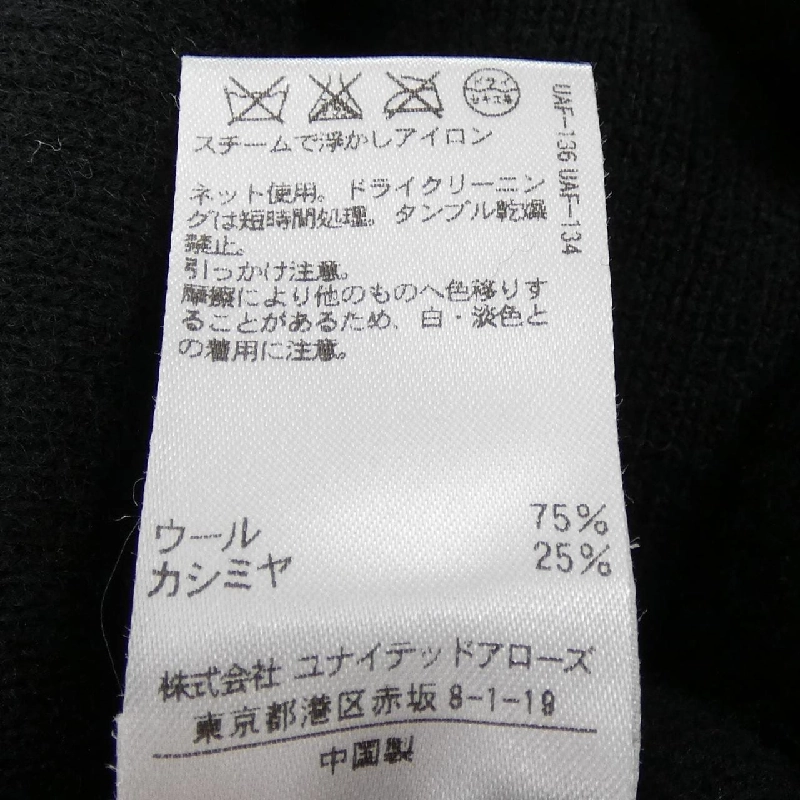 ドライ
セキユ系
スチームで浮かしアイロン
ネット使用。ドライクリーニン
グは短時間処理。タンブル乾燥
禁止。
引っかけ注意。
摩擦により他のものへ色移りす
ることがあるため、白・淡色と
の着用に注意。
UAF-136 UAF-134
ウール 75%
カシミヤ 25%
株式会社 ユナイテッドアローズ
東京都港区赤坂 8-1-19
中国製